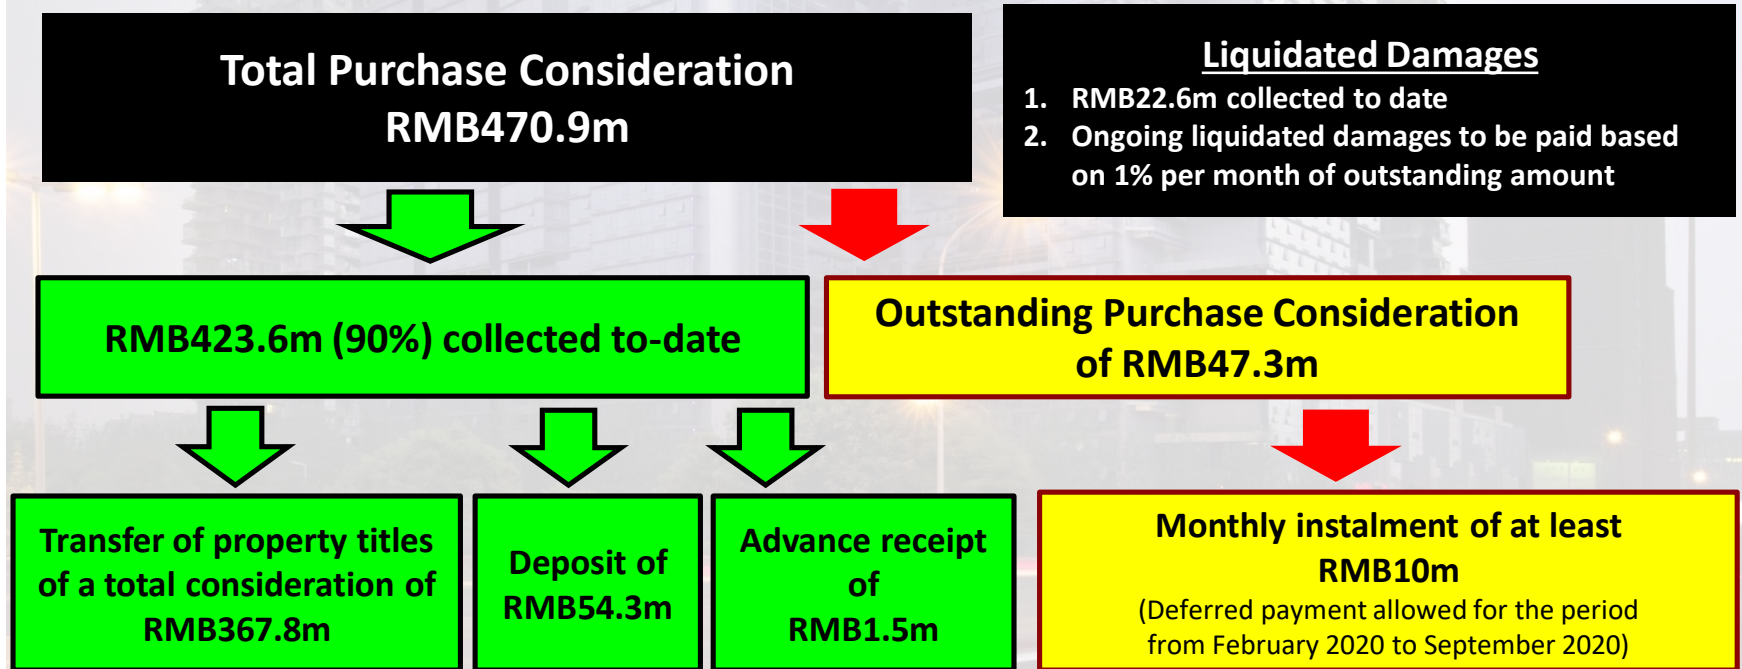 Total Purchase Consideration
RMB470.9m
Liquidated Damages
1. RMB22.6m collected to date
2. Ongoing liquidated damages to be paid based
on 1% per month of outstanding amount
RMB423.6m (90%) collected to-date
Outstanding Purchase Consideration
of RMB47.3m
Transfer of property titles
of a total consideration of
RMB367.8m
Deposit of
RMB54.3m
Advance receipt
of
RMB1.5m
Monthly instalment of at least
RMB10m
(Deferred payment allowed for the period
from February 2020 to September 2020)